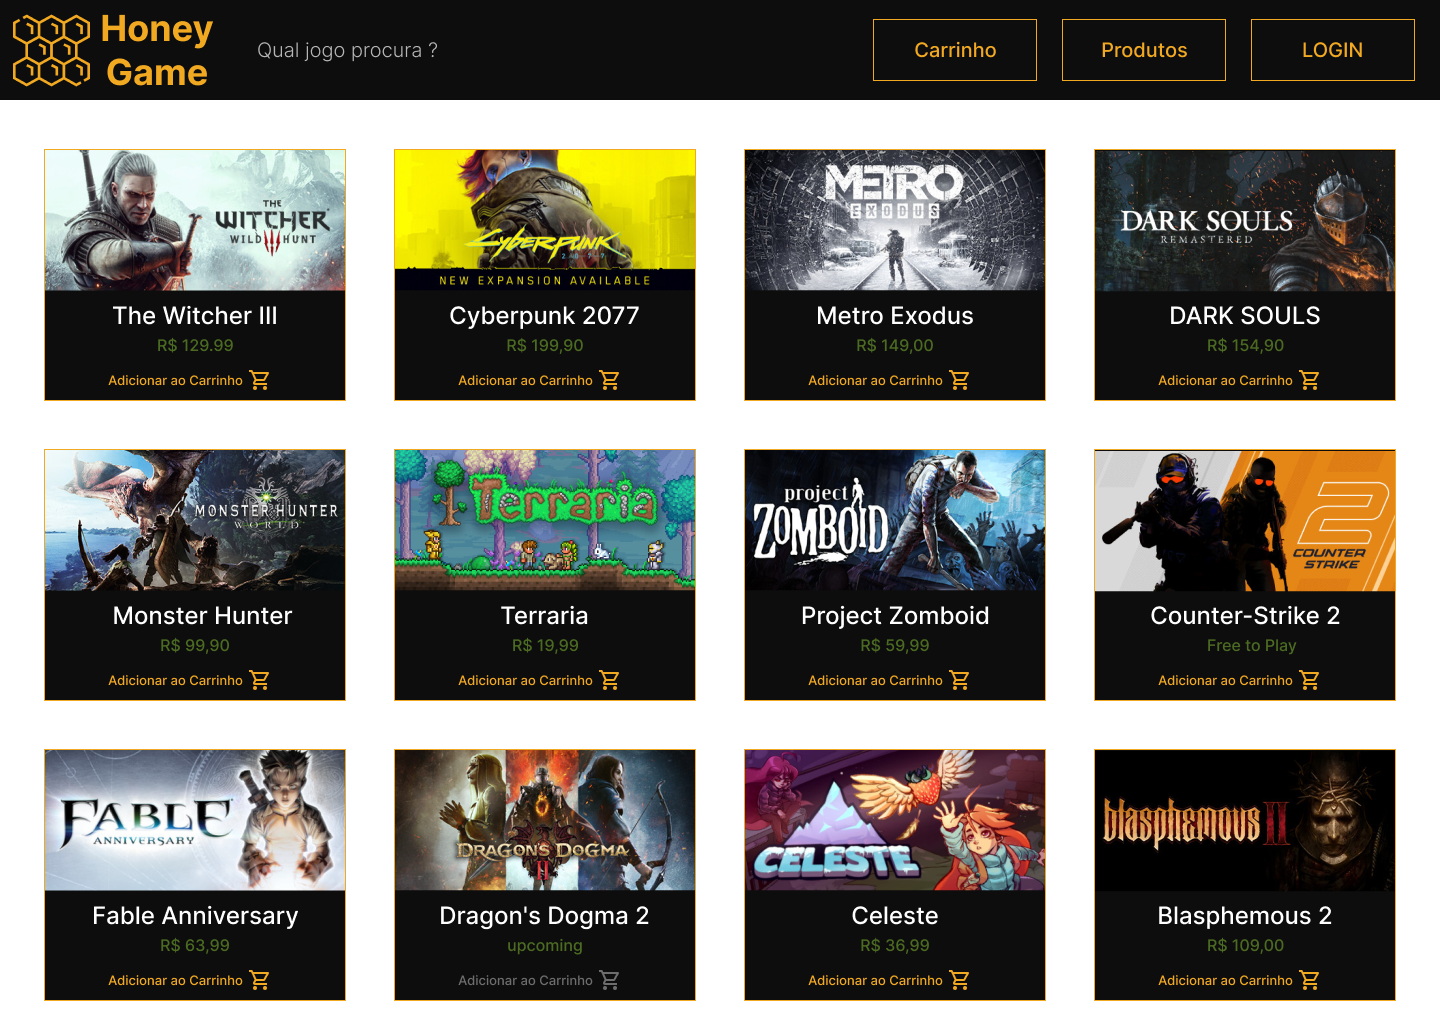 Honey
Game
Qual jogo procura ?
Carrinho
Produtos
LOGIN
THE
WITCHER
WILD HUNT
Cyberpunk
2077
NEW EXPANSION AVAILABLE
METRO
EXODUS
DARK SOULS
REMASTERED
The Witcher III
Cyberpunk 2077
Metro Exodus
DARK SOULS
R$ 129.99
R$ 199,90
R$ 149,00
R$ 154,90
Adicionar ao Carrinho
Adicionar ao Carrinho
Adicionar ao Carrinho
Adicionar ao Carrinho
MONSTER HUNTER
WORLD
Terraria
project
ZOMBOID
2
COUNTER
STRIKE
Monster Hunter
Terraria
Project Zomboid
Counter-Strike 2
R$ 99,90
R$ 19,99
R$ 59,99
Free to Play
Adicionar ao Carrinho
Adicionar ao Carrinho
Adicionar ao Carrinho
Adicionar ao Carrinho
FABLE
ANNIVERSARY
DRAGON'S DOGMA
II
CELESTE
blasphemous II
Fable Anniversary
Dragon's Dogma 2
Celeste
Blasphemous 2
R$ 63,99
upcoming
R$ 36,99
R$ 109,00
Adicionar ao Carrinho
Adicionar ao Carrinho
Adicionar ao Carrinho
Adicionar ao Carrinho